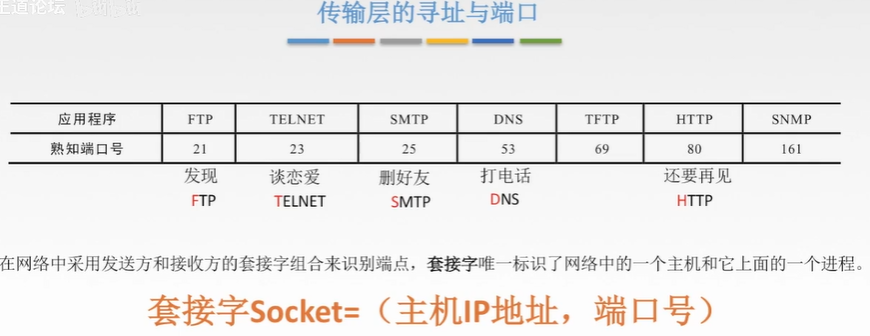 王道论坛
传输层的寻址与端口
应用程序 FTP TELNET SMTP DNS TFTP HTTP SNMP
熟知端口号 21 23 25 53 69 80 161
发现 谈恋爱 删好友 打电话 还要再见
FTP TELNET SMTP DNS HTTP
在网络中采用发送方和接收方的套接字组合来识别端点，套接字唯一标识了网络中的一个主机和它上面的一个进程。
套接字Socket=（主机IP地址，端口号）